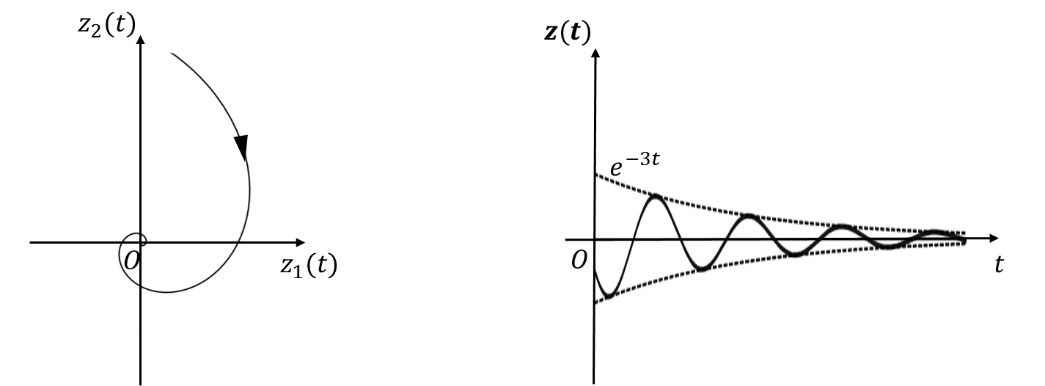 z₂(t)
O
z₁(t)
z(t)
e⁻³ᵗ
O
t